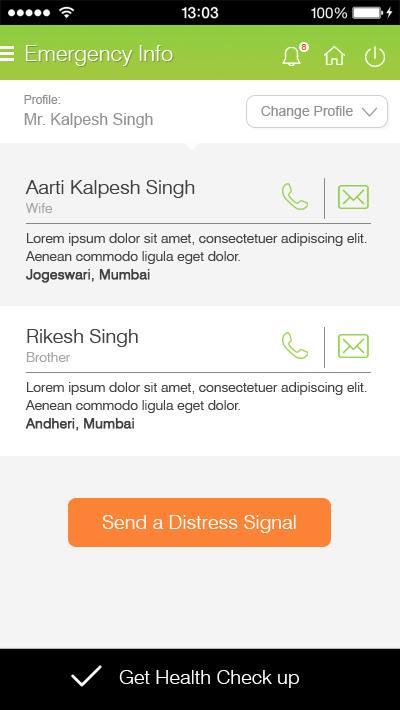 13:03
100%
Emergency Info
8
Profile:
Mr. Kalpesh Singh
Change Profile
Aarti Kalpesh Singh
Wife
Lorem ipsum dolor sit amet, consectetuer adipiscing elit.
Aenean commodo ligula eget dolor.
Jogeswari, Mumbai
Rikesh Singh
Brother
Lorem ipsum dolor sit amet, consectetuer adipiscing elit.
Aenean commodo ligula eget dolor.
Andheri, Mumbai
Send a Distress Signal
Get Health Check up